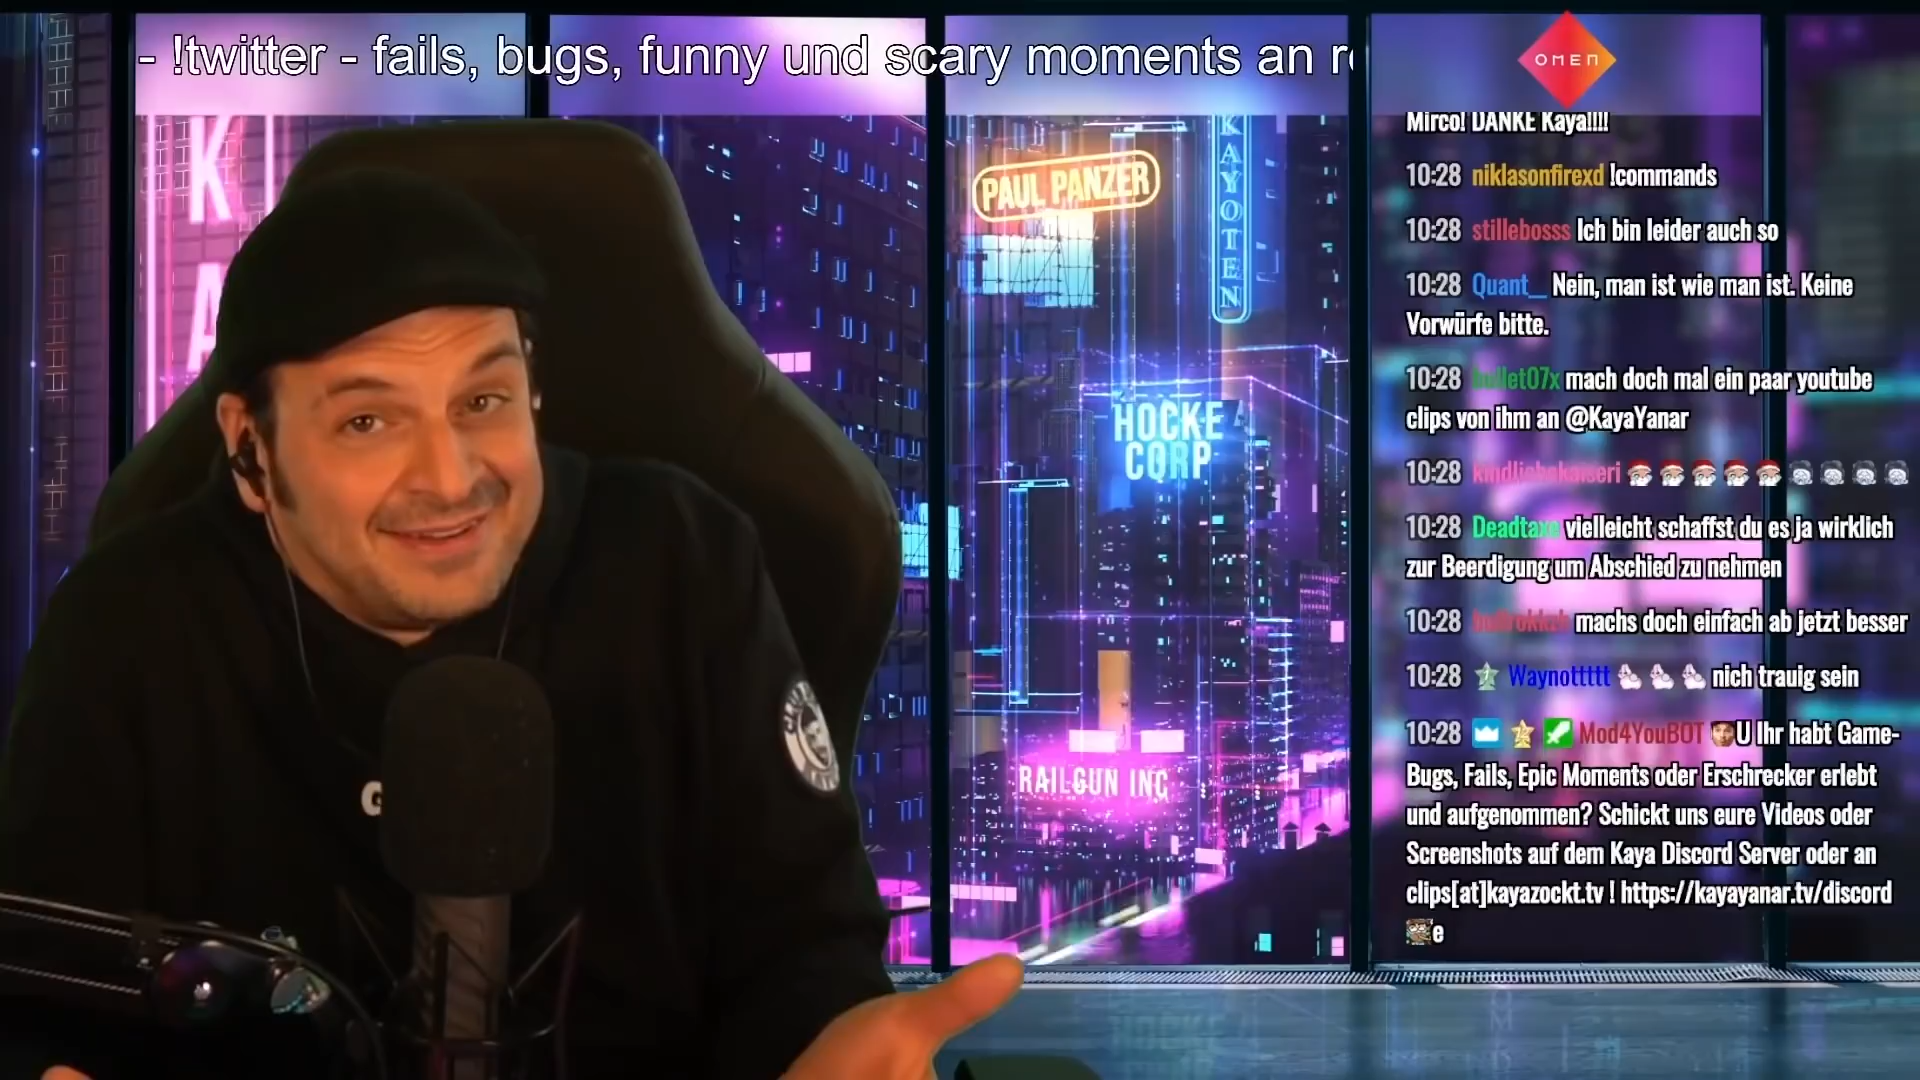 - !twitter - fails, bugs, funny und scary moments an r
OMEN
K
A
PAUL PANZER
KAYOTEN
HOCKE
CORP
RAILGUN INC
G
Mirco! DANKE Kaya!!!!
10:28 niklasonfirexd !commands
10:28 stillebosss Ich bin leider auch so
10:28 Quant__ Nein, man ist wie man ist. Keine
Vorwürfe bitte.
10:28 bullet07x mach doch mal ein paar youtube
clips von ihm an @KayaYanar
10:28
10:28 Deadtaxe vielleicht schaffst du es ja wirklich
zur Beerdigung um Abschied zu nehmen
10:28 machs doch einfach ab jetzt besser
10:28 Waynottttt nich trauig sein
10:28 Mod4YouBOT U Ihr habt Game-
Bugs, Fails, Epic Moments oder Erschrecker erlebt
und aufgenommen? Schickt uns eure Videos oder
Screenshots auf dem Kaya Discord Server oder an
clips[at]kayazockt.tv ! https://kayayanar.tv/discord
e